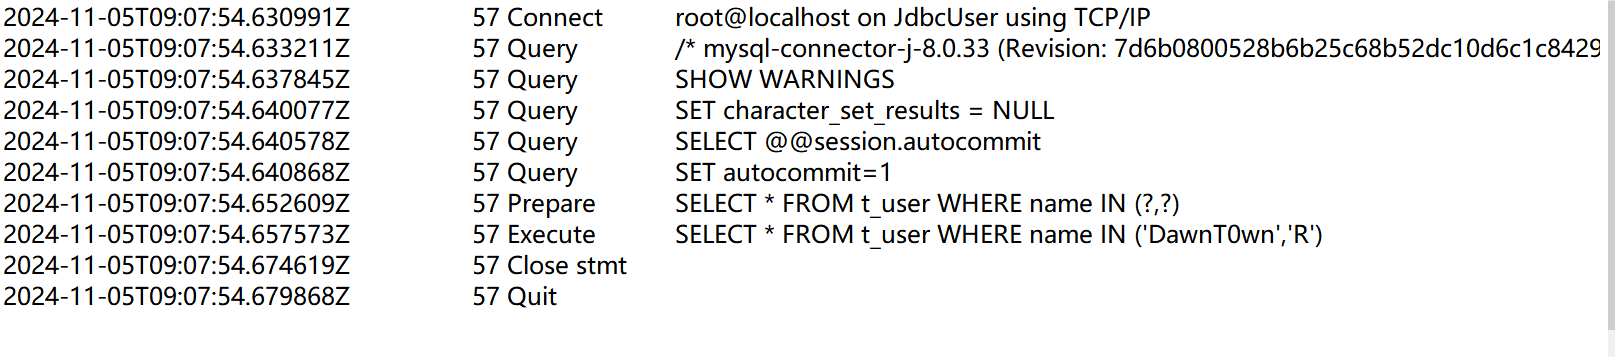 2024-11-05T09:07:54.630991Z 57 Connect root@localhost on JdbcUser using TCP/IP
2024-11-05T09:07:54.633211Z 57 Query /* mysql-connector-j-8.0.33 (Revision: 7d6b0800528b6b25c68b52dc10d6c1c8429
2024-11-05T09:07:54.637845Z 57 Query SHOW WARNINGS
2024-11-05T09:07:54.640077Z 57 Query SET character_set_results = NULL
2024-11-05T09:07:54.640578Z 57 Query SELECT @@session.autocommit
2024-11-05T09:07:54.640868Z 57 Query SET autocommit=1
2024-11-05T09:07:54.652609Z 57 Prepare SELECT * FROM t_user WHERE name IN (?,?)
2024-11-05T09:07:54.657573Z 57 Execute SELECT * FROM t_user WHERE name IN ('DawnT0wn','R')
2024-11-05T09:07:54.674619Z 57 Close stmt
2024-11-05T09:07:54.679868Z 57 Quit